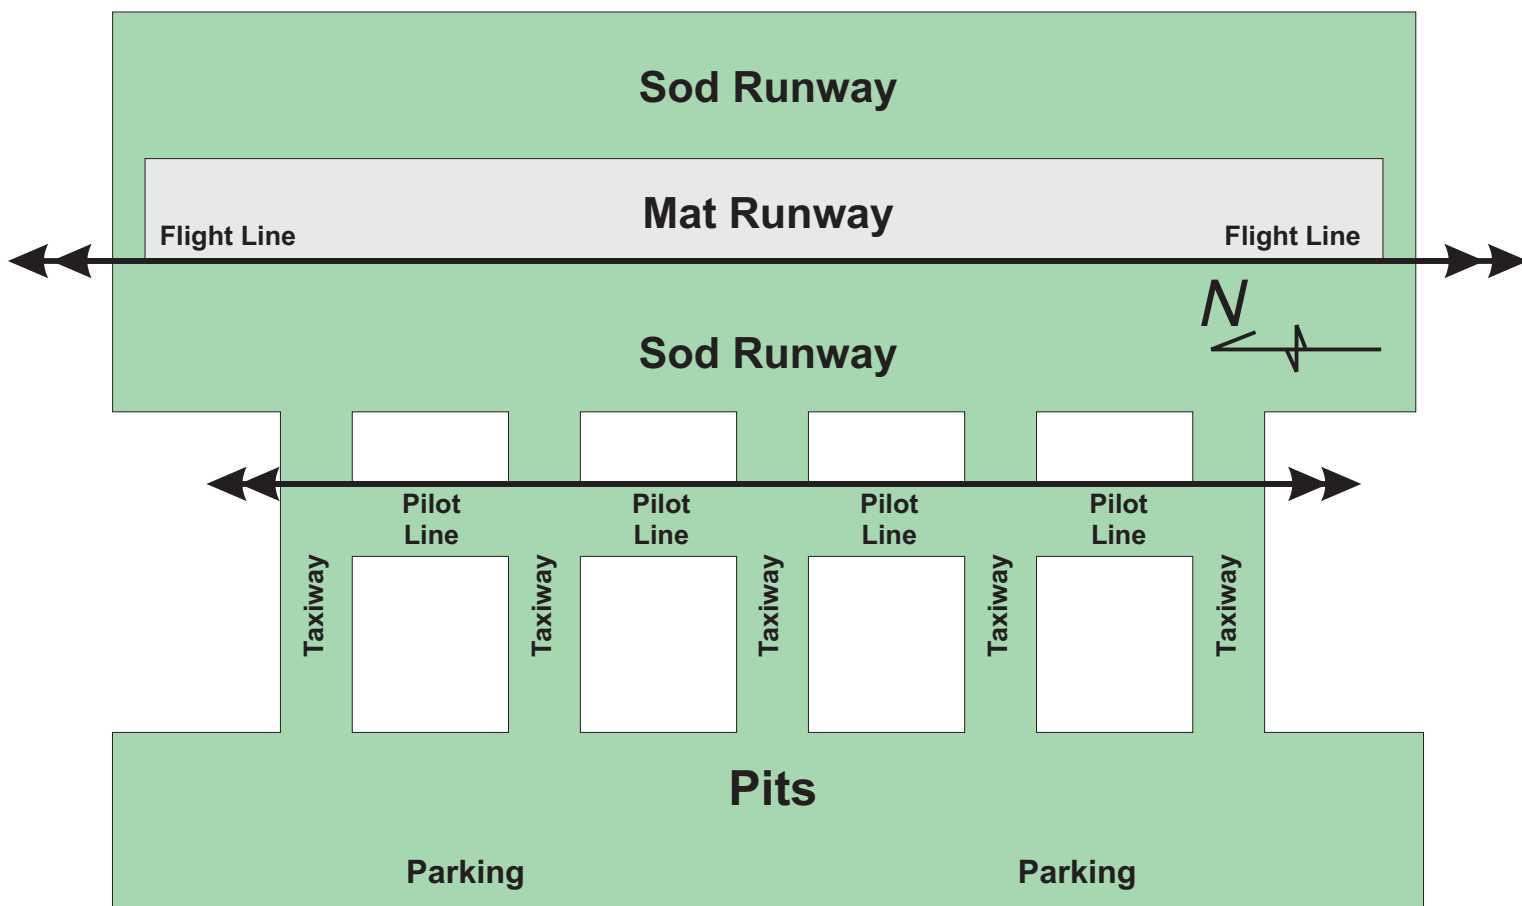 Sod Runway
Mat Runway
Flight Line
Flight Line
N
Sod Runway
Pilot
Line
Pilot
Line
Pilot
Line
Pilot
Line
Taxiway
Taxiway
Taxiway
Taxiway
Taxiway
Pits
Parking
Parking